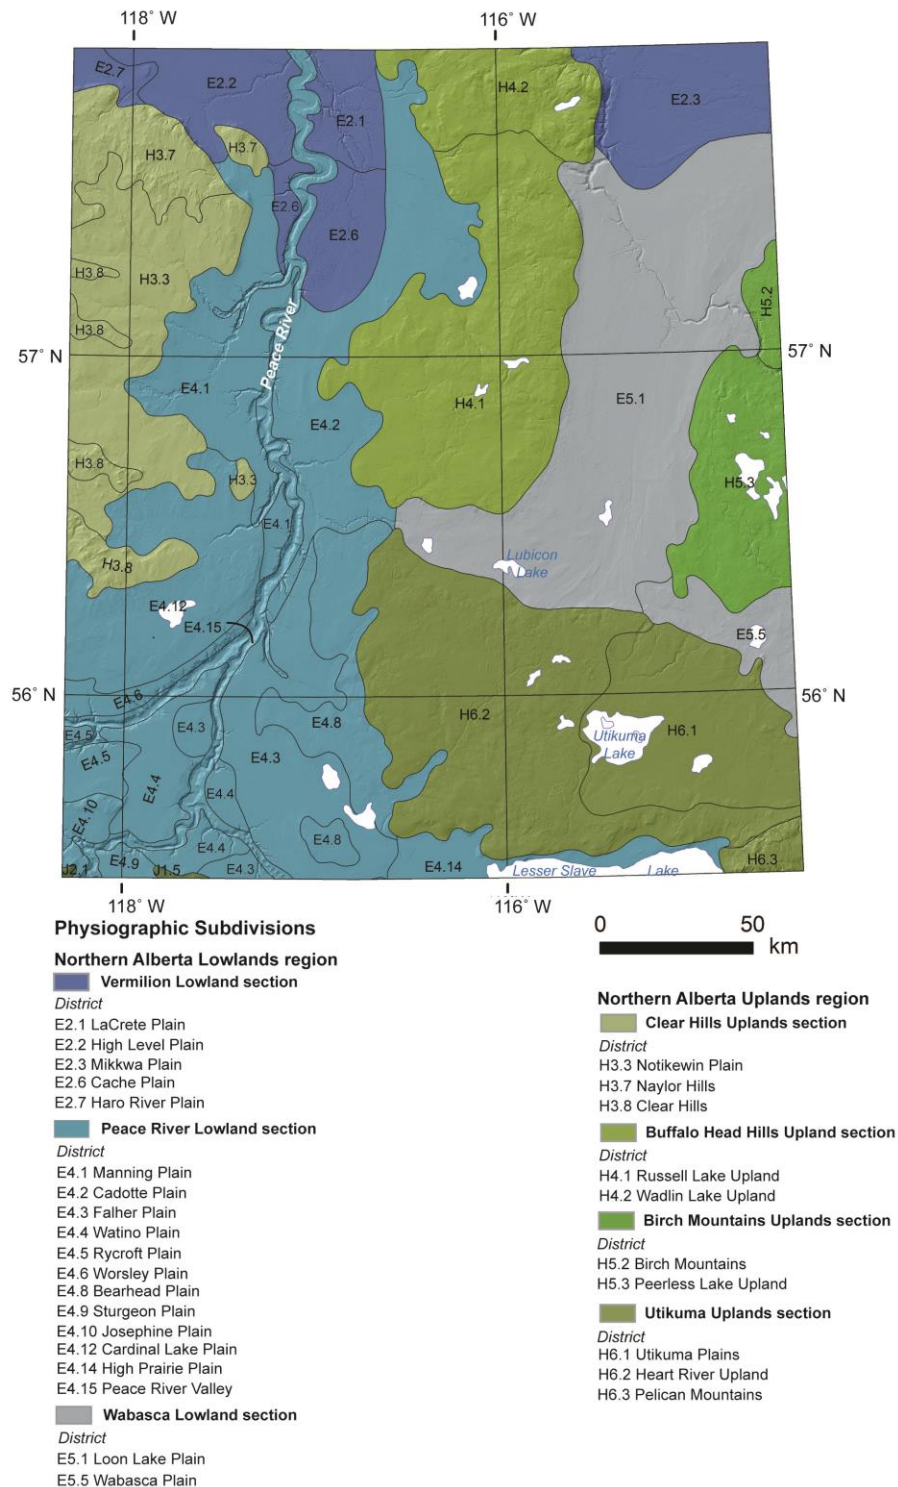 118° W 116° W
E2.7
E2.2
H4.2
E2.3
E2.1
H3.7
H3.7
E2.6
E2.6
H3.8
H3.3
H5.2
Peace River
H3.8
57° N
57° N
E4.1
E5.1
H4.1
E4.2
H3.8
H3.3
H5.3
E4.1
Lubicon
Lake
H3.8
E4.12
E4.15
E5.5
56° N
56° N
E4.6
H6.2
E4.8
E4.3
H6.1
E4.5
Utikuma
Lake
E4.5
E4.3
E4.4
E4.4
E4.10
E4.8
E4.4
J2.1
E4.9
J1.5
E4.3
E4.14
Lesser Slave Lake
H6.3
118° W 116° W
0 50
km
Physiographic Subdivisions
Northern Alberta Lowlands region
Vermilion Lowland section
District
E2.1 LaCrete Plain
E2.2 High Level Plain
E2.3 Mikkwa Plain
E2.6 Cache Plain
E2.7 Haro River Plain
Peace River Lowland section
District
E4.1 Manning Plain
E4.2 Cadotte Plain
E4.3 Falher Plain
E4.4 Watino Plain
E4.5 Rycroft Plain
E4.6 Worsley Plain
E4.8 Bearhead Plain
E4.9 Sturgeon Plain
E4.10 Josephine Plain
E4.12 Cardinal Lake Plain
E4.14 High Prairie Plain
E4.15 Peace River Valley
Wabasca Lowland section
District
E5.1 Loon Lake Plain
E5.5 Wabasca Plain
Northern Alberta Uplands region
Clear Hills Uplands section
District
H3.3 Notikewin Plain
H3.7 Naylor Hills
H3.8 Clear Hills
Buffalo Head Hills Upland section
District
H4.1 Russell Lake Upland
H4.2 Wadlin Lake Upland
Birch Mountains Uplands section
District
H5.2 Birch Mountains
H5.3 Peerless Lake Upland
Utikuma Uplands section
District
H6.1 Utikuma Plains
H6.2 Heart River Upland
H6.3 Pelican Mountains